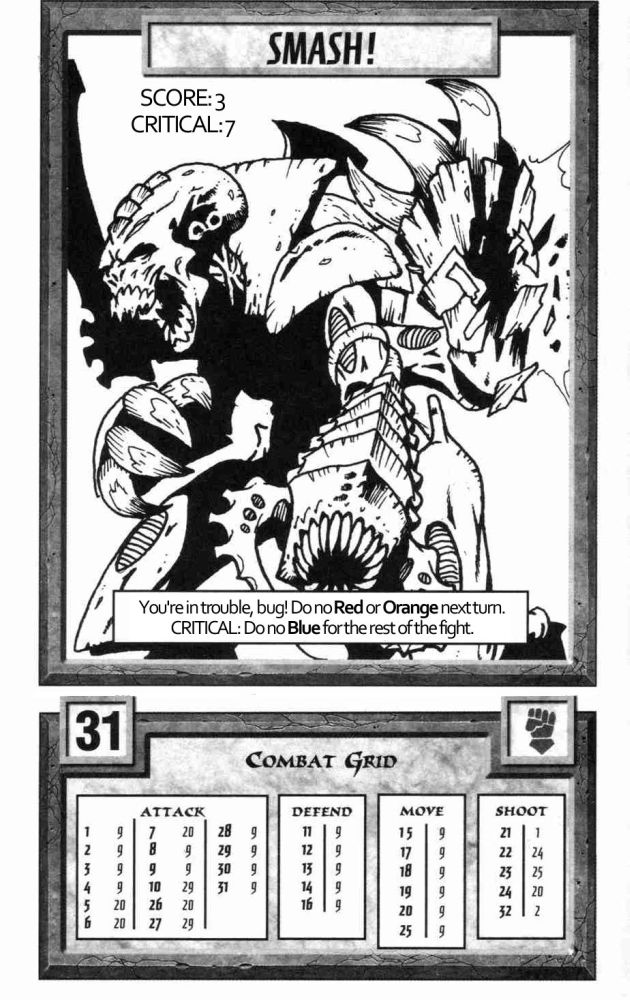 SMASH!
SCORE: 3
CRITICAL: 7
You're in trouble, bug! Do no Red or Orange next turn.
CRITICAL: Do no Blue for the rest of the fight.
31
COMBAT GRID
ATTACK
1 9 7 20 28 9
2 9 8 9 29 9
3 9 9 9 30 9
4 9 10 29 31 9
5 20 26 20
6 20 27 29
DEFEND
11 9
12 9
13 9
14 9
16 9
MOVE
15 9
17 9
18 9
19 9
20 9
25 9
SHOOT
21 1
22 24
23 25
24 20
32 2